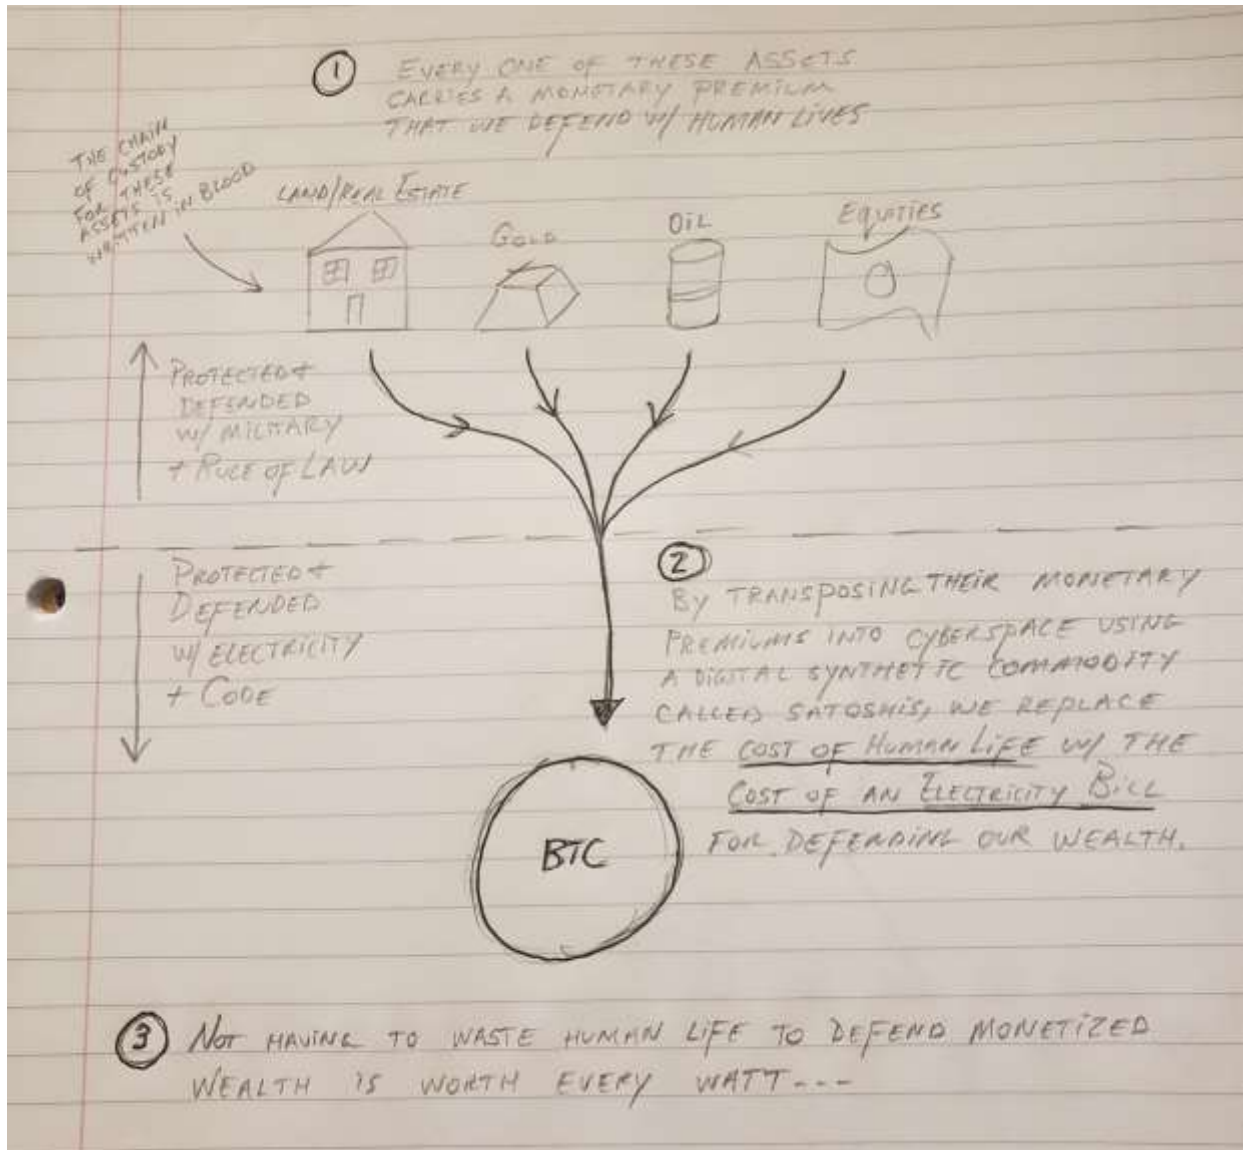 1
EVERY ONE OF THESE ASSETS
CARRIES A MONETARY PREMIUM
THAT WE DEFEND W/ HUMAN LIVES
THE CHAIN
OF CUSTODY
FOR THESE
ASSETS IS
WRITTEN IN BLOOD
LAND/REAL ESTATE
GOLD
OIL
EQUITIES
PROTECTED +
DEFENDED
W/ MILITARY
+ RULE OF LAW
PROTECTED +
DEFENDED
W/ ELECTRICITY
+ CODE
2
BY TRANSPOSING THEIR MONETARY
PREMIUMS INTO CYBERSPACE USING
A DIGITAL SYNTHETIC COMMODITY
CALLED SATOSHIS, WE REPLACE
THE COST OF HUMAN LIFE W/ THE
COST OF AN ELECTRICITY BILL
FOR DEFENDING OUR WEALTH.
BTC
3 NOT HAVING TO WASTE HUMAN LIFE TO DEFEND MONETIZED
WEALTH IS WORTH EVERY WATT---